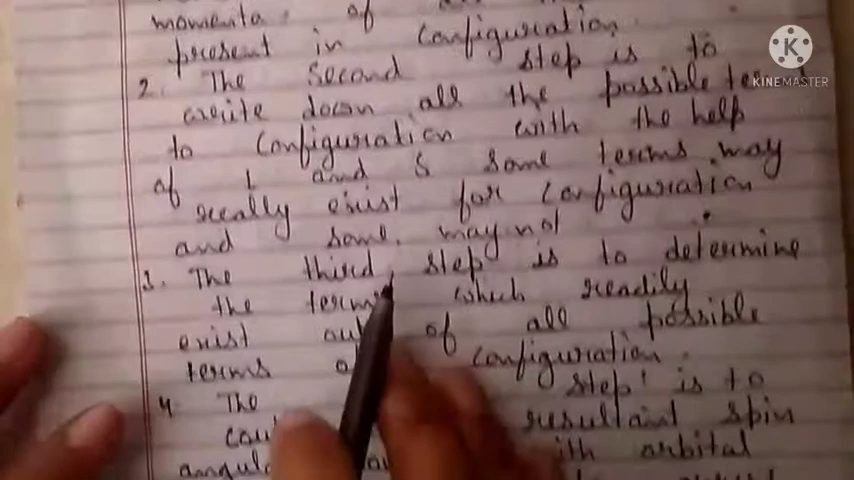 momenta of
present in configuration.
2. The Second step is to
write down all the possible terms
to configuration with the help
of L and S some terms may
really exist for configuration
and some may not
3. The third step is to determine
the terms which readily
exist out of all possible
terms configuration.
4. The step is to
resultant spin
with orbital
K
KINEMASTER